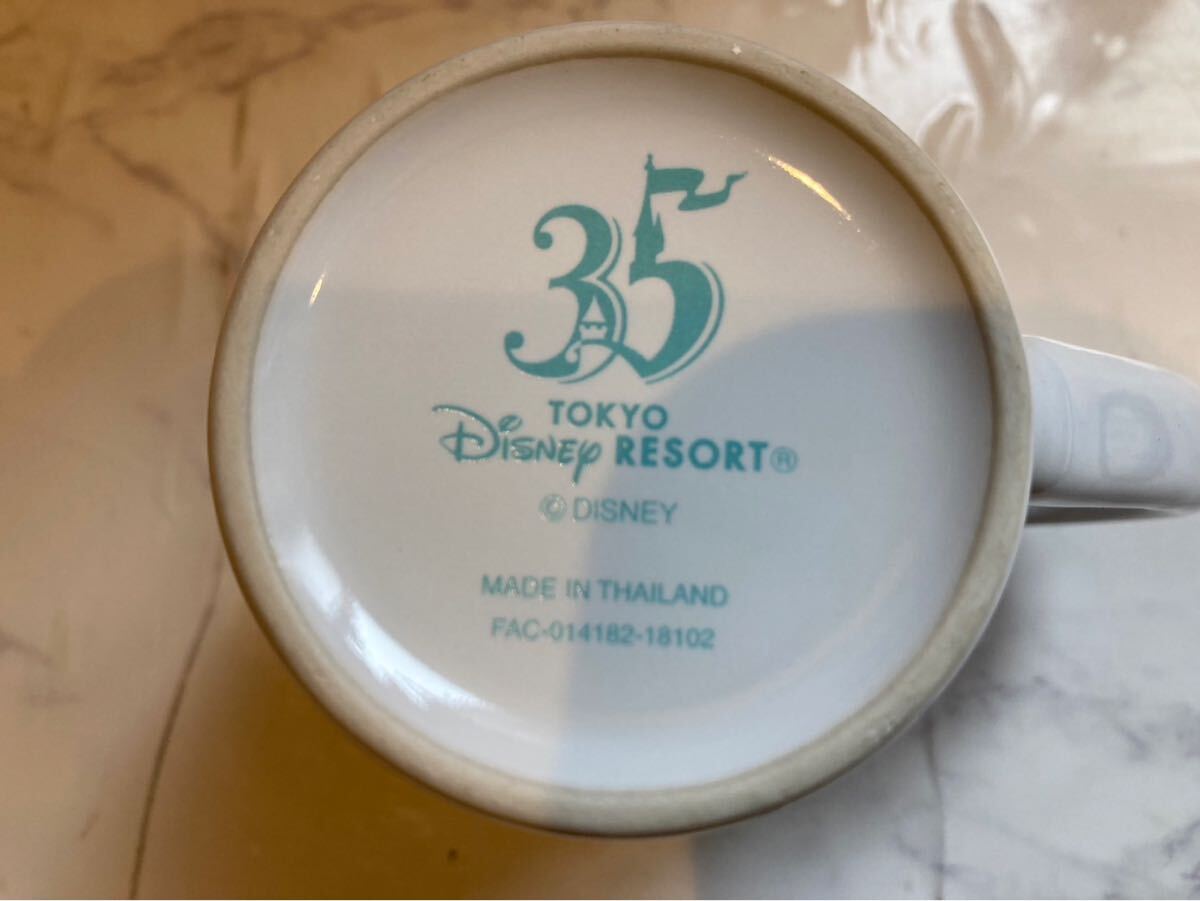 35
TOKYO
Disney RESORT®
© DISNEY
MADE IN THAILAND
FAC-014182-18102
D